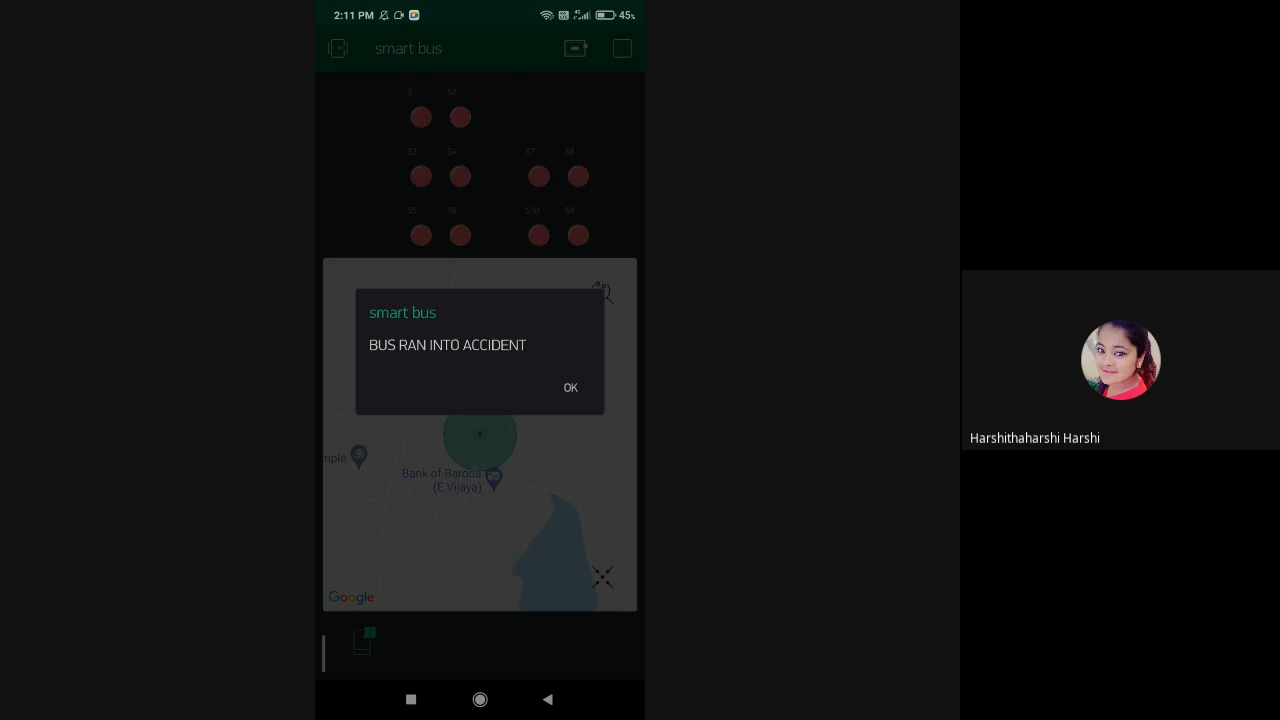 2:11 PM 45%
smart bus
S1 S2
S3 S4 S7 S8
S5 S6 S10 S9
smart bus
BUS RAN INTO ACCIDENT
OK
mple
Bank of Baroda
(E.Vijaya)
Google
Harshithaharshi Harshi